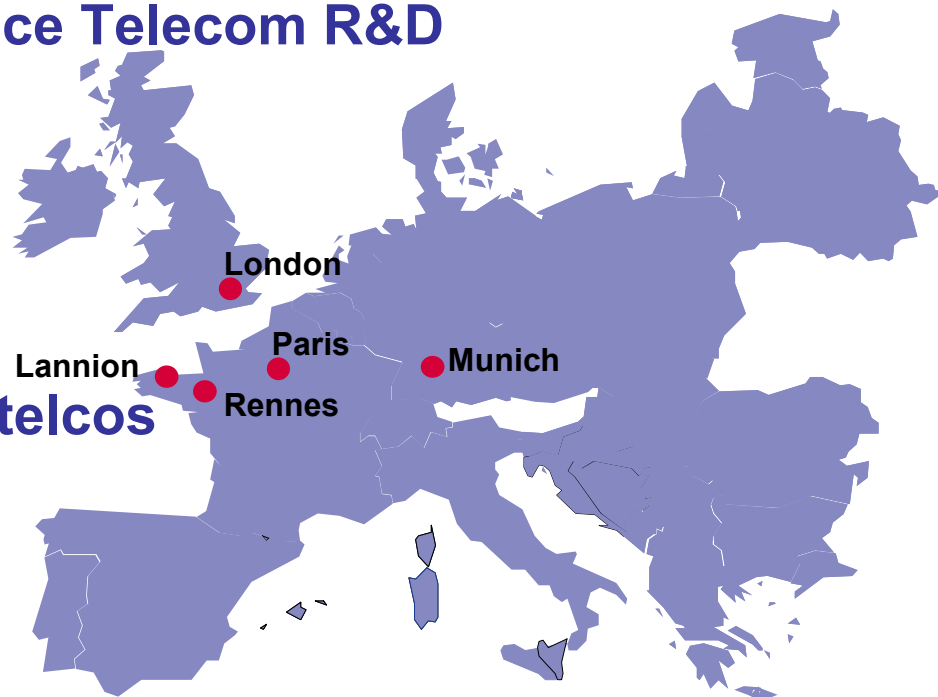 ce Telecom R&D
London
Paris
Munich
Lannion
Rennes
telcos